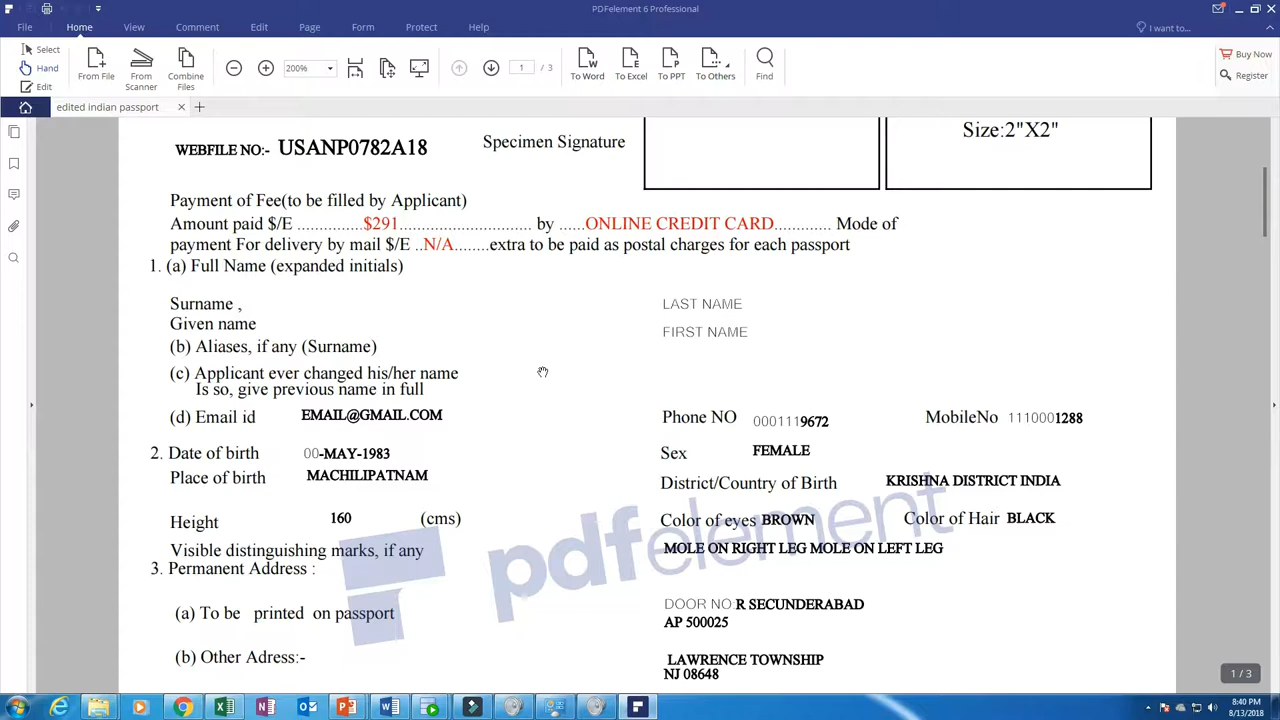 PDFelement 6 Professional
File Home View Comment Edit Page Form Protect Help I want to...
Select
Hand
Edit
From File
From Scanner
Combine Files
200%
1 / 3
To Word To Excel To PPT To Others Find
Buy Now
Register
edited indian passport
WEBFILE NO:- USANP0782A18 Specimen Signature Size:2"X2"
Payment of Fee(to be filled by Applicant)
Amount paid $/E ...............$291............................. by ......ONLINE CREDIT CARD............. Mode of
payment For delivery by mail $/E ..N/A........extra to be paid as postal charges for each passport
1. (a) Full Name (expanded initials)
Surname , LAST NAME
Given name FIRST NAME
(b) Aliases, if any (Surname)
(c) Applicant ever changed his/her name
Is so, give previous name in full
(d) Email id EMAIL@GMAIL.COM Phone NO 0001119672 MobileNo 1110001288
2. Date of birth 00-MAY-1983 Sex FEMALE
Place of birth MACHILIPATNAM District/Country of Birth KRISHNA DISTRICT INDIA
Height 160 (cms) Color of eyes BROWN Color of Hair BLACK
Visible distinguishing marks, if any MOLE ON RIGHT LEG MOLE ON LEFT LEG
3. Permanent Address :
(a) To be printed on passport DOOR NO R SECUNDERABAD
AP 500025
(b) Other Adress:- LAWRENCE TOWNSHIP
NJ 08648
pdfelement
1 / 3
8:40 PM
8/13/2018